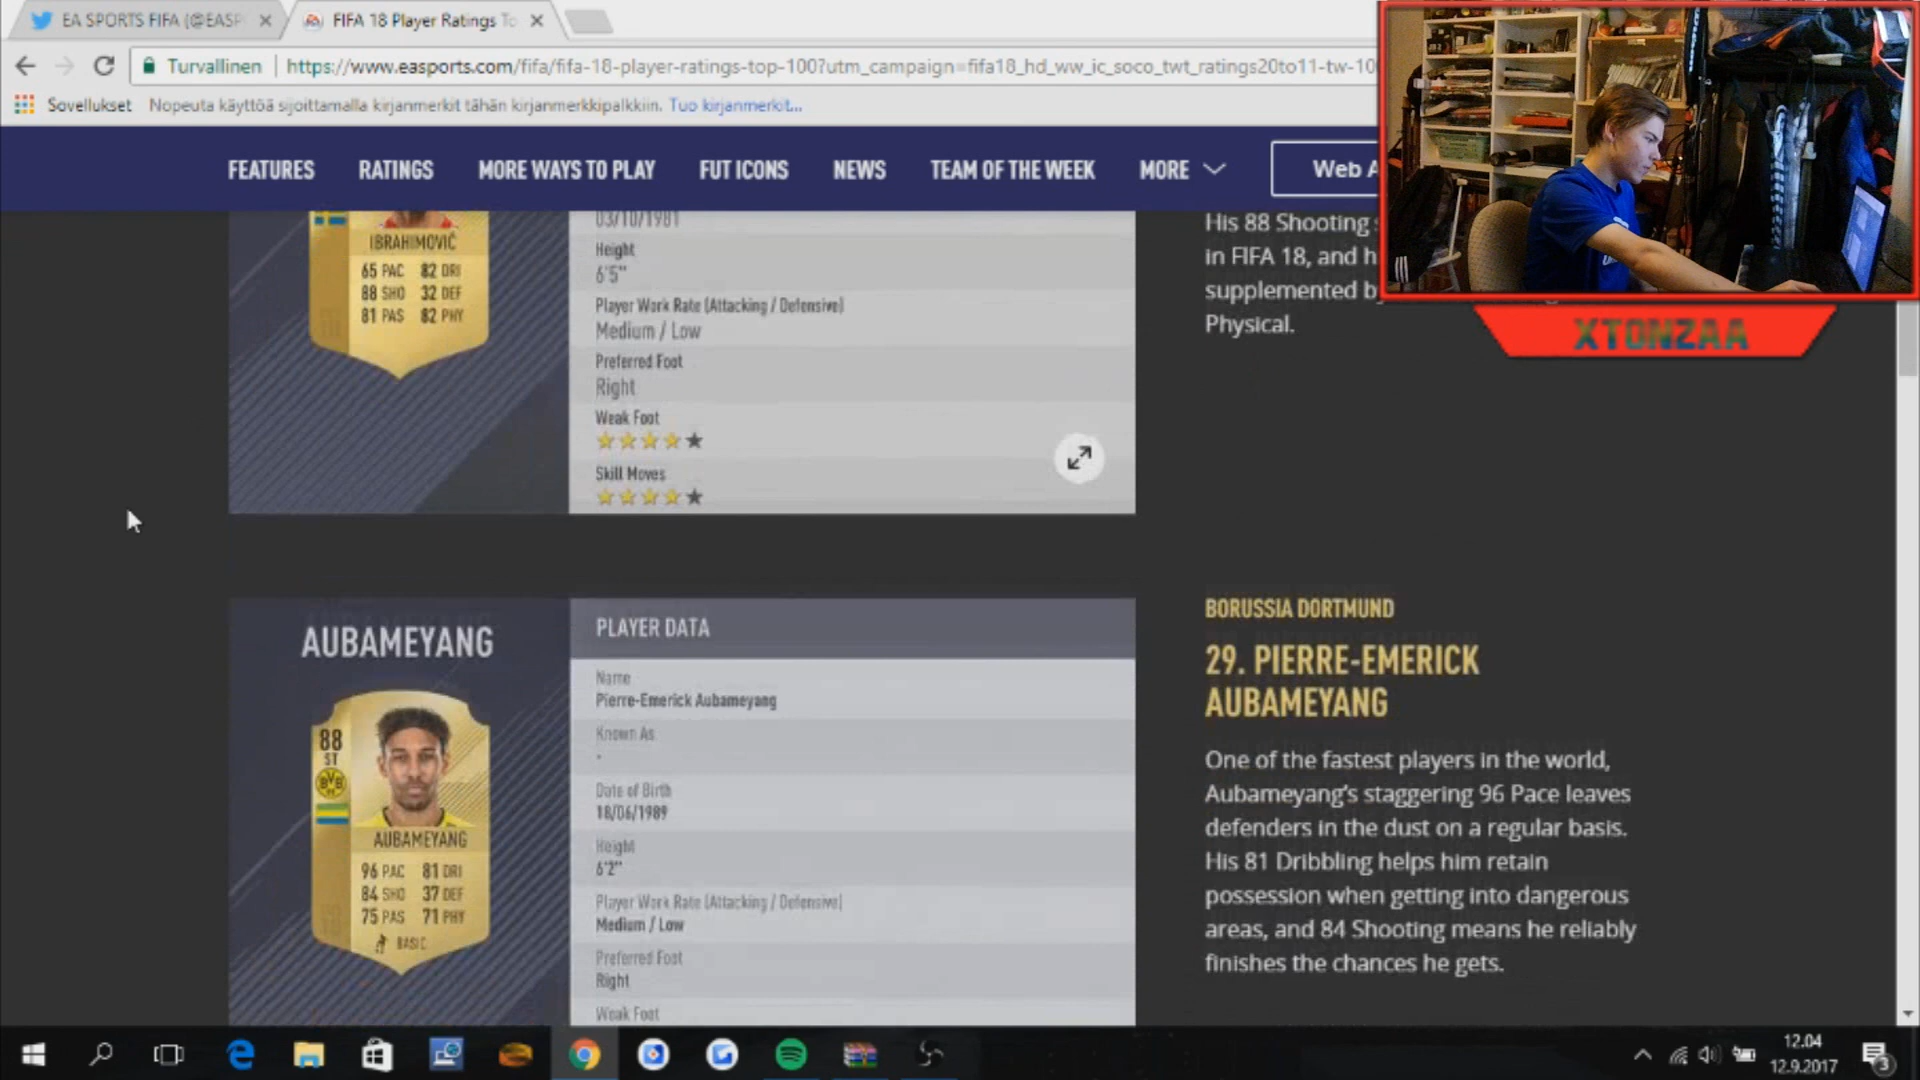 EA SPORTS FIFA (@EASP
FIFA 18 Player Ratings To
Turvallinen
https://www.easports.com/fifa/fifa-18-player-ratings-top-100?utm_campaign=fifa18_hd_ww_ic_soco_twt_ratings20to11-tw-10
Sovellukset
Nopeuta käyttöä sijoittamalla kirjanmerkit tähän kirjanmerkkipalkkiin. Tuo kirjanmerkit...
FEATURES
RATINGS
MORE WAYS TO PLAY
FUT ICONS
NEWS
TEAM OF THE WEEK
MORE
Web A
IBRAHIMOVIĆ
65 PAC 82 DRI
88 SHO 32 DEF
81 PAS 82 PHY
03/10/1981
Height
6'5"
Player Work Rate (Attacking / Defensive)
Medium / Low
Preferred Foot
Right
Weak Foot
Skill Moves
His 88 Shooting
in FIFA 18, and h
supplemented b
Physical.
XTONZAA
AUBAMEYANG
88
ST
BVB
AUBAMEYANG
96 PAC 81 DRI
84 SHO 37 DEF
75 PAS 71 PHY
BASIC
PLAYER DATA
Name
Pierre-Emerick Aubameyang
Known As
-
Date of Birth
18/06/1989
Height
6'2"
Player Work Rate (Attacking / Defensive)
Medium / Low
Preferred Foot
Right
Weak Foot
BORUSSIA DORTMUND
29. PIERRE-EMERICK
AUBAMEYANG
One of the fastest players in the world,
Aubameyang's staggering 96 Pace leaves
defenders in the dust on a regular basis.
His 81 Dribbling helps him retain
possession when getting into dangerous
areas, and 84 Shooting means he reliably
finishes the chances he gets.
12.04
12.9.2017
3